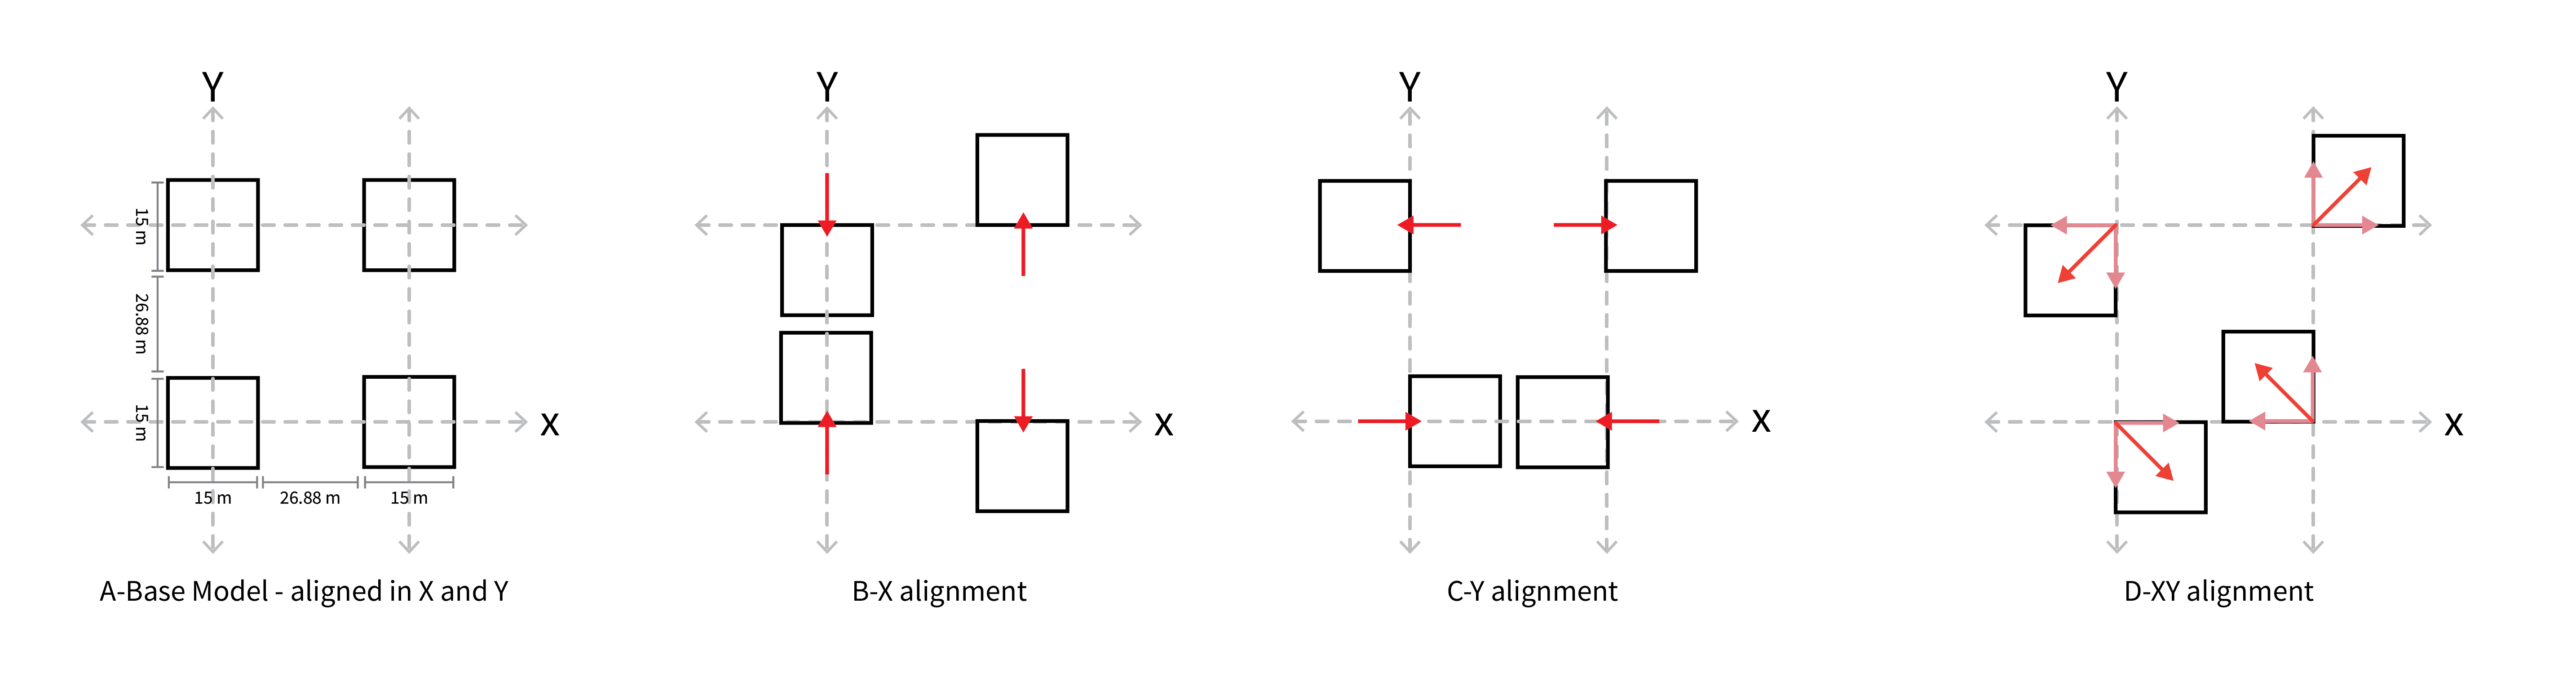 Y
15 m
26.88 m
15 m
15 m
26.88 m
15 m
X
A-Base Model - aligned in X and Y
Y
X
B-X alignment
Y
X
C-Y alignment
Y
X
D-XY alignment